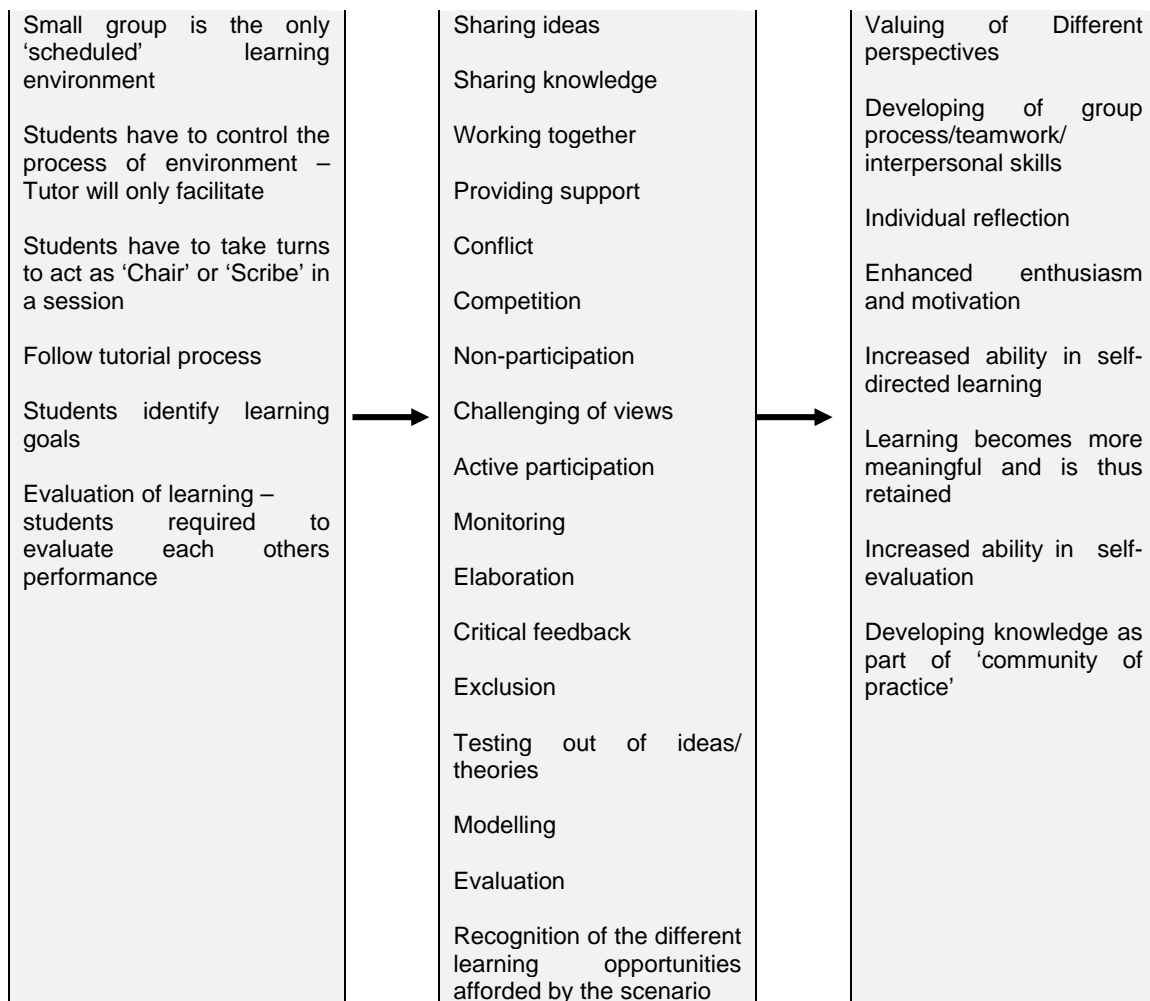 Small group is the only
‘scheduled’ learning
environment
Students have to control the
process of environment –
Tutor will only facilitate
Students have to take turns
to act as ‘Chair’ or ‘Scribe’ in
a session
Follow tutorial process
Students identify learning
goals
Evaluation of learning –
students required to
evaluate each others
performance
Sharing ideas
Sharing knowledge
Working together
Providing support
Conflict
Competition
Non-participation
Challenging of views
Active participation
Monitoring
Elaboration
Critical feedback
Exclusion
Testing out of ideas/
theories
Modelling
Evaluation
Recognition of the different
learning opportunities
afforded by the scenario
Valuing of Different
perspectives
Developing of group
process/teamwork/
interpersonal skills
Individual reflection
Enhanced enthusiasm
and motivation
Increased ability in self-
directed learning
Learning becomes more
meaningful and is thus
retained
Increased ability in self-
evaluation
Developing knowledge as
part of ‘community of
practice’